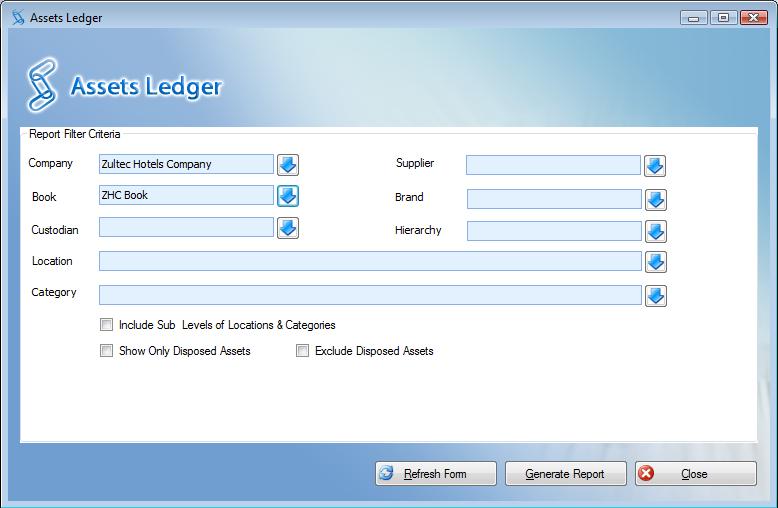 Assets Ledger
Assets Ledger
Report Filter Criteria
Company Zultec Hotels Company Supplier
Book ZHC Book Brand
Custodian Hierarchy
Location
Category
Include Sub Levels of Locations & Categories
Show Only Disposed Assets Exclude Disposed Assets
Refresh Form Generate Report Close